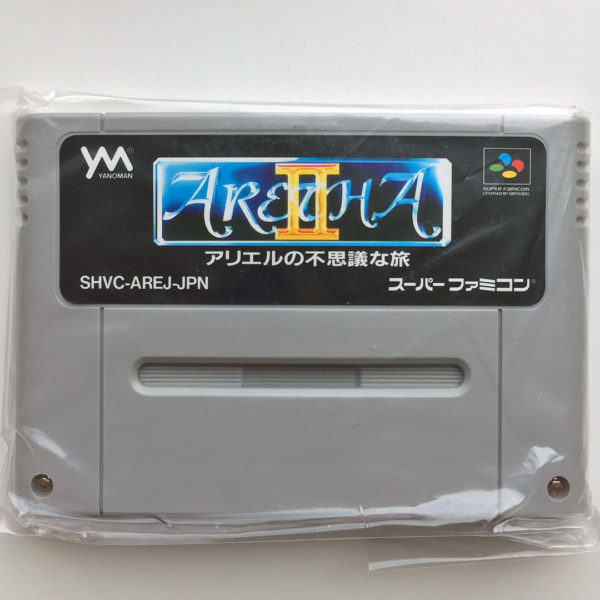 YM
YANOMAN
ARETHA
II
アリエルの不思議な旅
SUPER FAMICOM
LICENSED BY NINTENDO
SHVC-AREJ-JPN
スーパーファミコン®